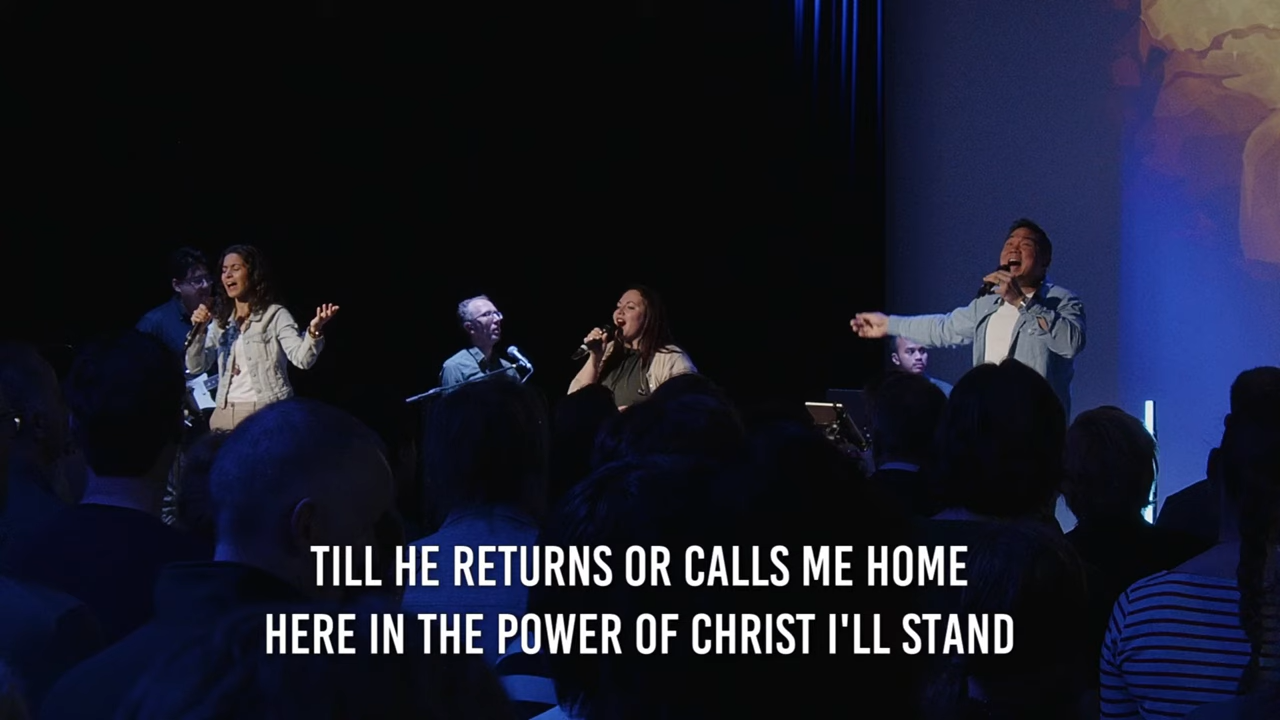 TILL HE RETURNS OR CALLS ME HOME
HERE IN THE POWER OF CHRIST I'LL STAND